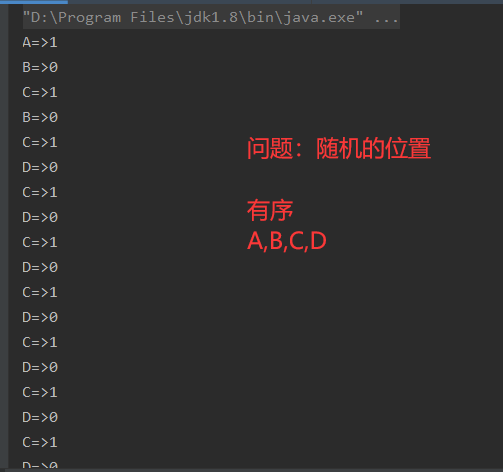 "D:\Program Files\jdk1.8\bin\java.exe" ...
A=>1
B=>0
C=>1
B=>0
C=>1
D=>0
C=>1
D=>0
C=>1
D=>0
C=>1
D=>0
C=>1
D=>0
C=>1
D=>0
C=>1
D=>0
问题：随机的位置
有序
A,B,C,D